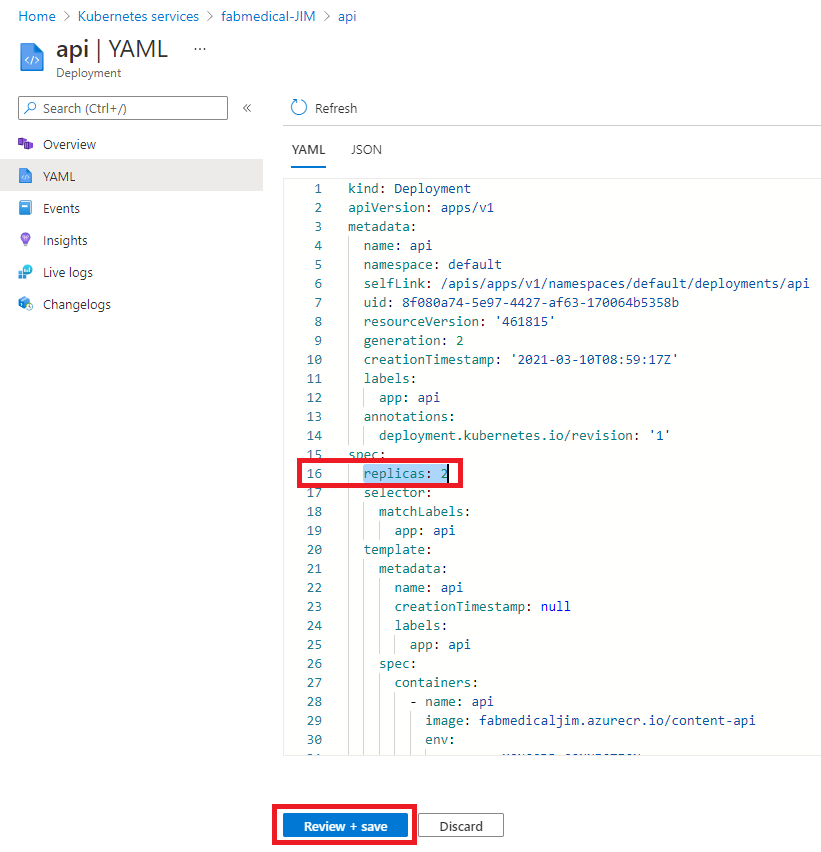 Home > Kubernetes services > fabmedical-JIM > api
api | YAML ...
Deployment
Search (Ctrl+/)
«
Refresh
Overview
YAML
Events
Insights
Live logs
Changelogs
YAML JSON
1 kind: Deployment
2 apiVersion: apps/v1
3 metadata:
4 name: api
5 namespace: default
6 selfLink: /apis/apps/v1/namespaces/default/deployments/api
7 uid: 8f080a74-5e97-4427-af63-170064b5358b
8 resourceVersion: '461815'
9 generation: 2
10 creationTimestamp: '2021-03-10T08:59:17Z'
11 labels:
12 app: api
13 annotations:
14 deployment.kubernetes.io/revision: '1'
15 spec:
16 replicas: 2
17 selector:
18 matchLabels:
19 app: api
20 template:
21 metadata:
22 name: api
23 creationTimestamp: null
24 labels:
25 app: api
26 spec:
27 containers:
28 - name: api
29 image: fabmedicaljim.azurecr.io/content-api
30 env:
Review + save
Discard